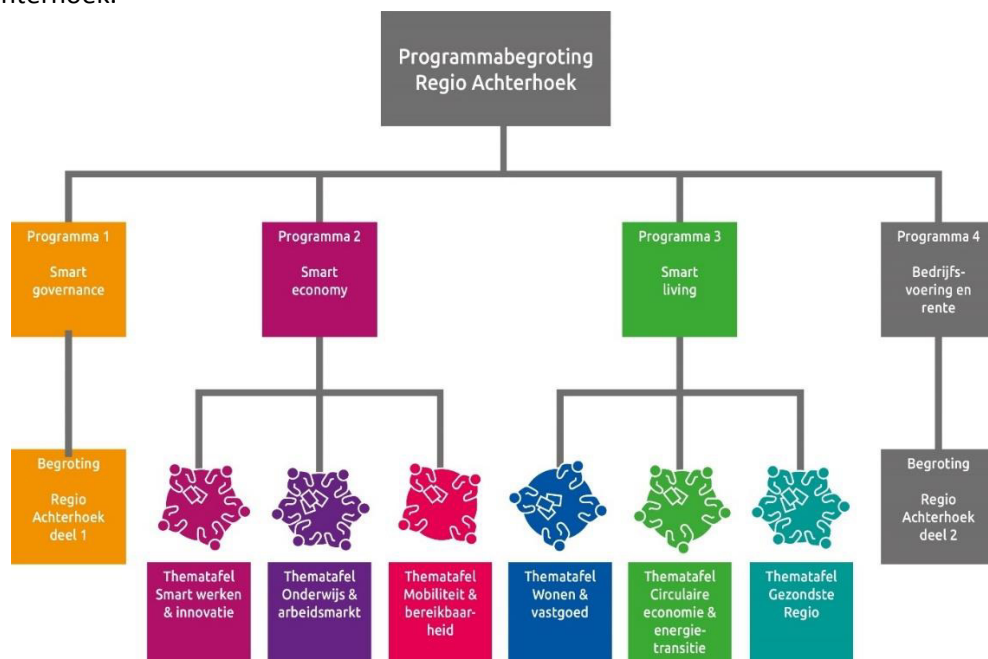 Programmabegroting
Regio Achterhoek
Programma 1
Smart
governance
Programma 2
Smart
economy
Programma 3
Smart
living
Programma 4
Bedrijfs-
voering en
rente
Begroting
Regio
Achterhoek
deel 1
Begroting
Regio
Achterhoek
deel 2
Thematafel
Smart werken
& innovatie
Thematafel
Onderwijs &
arbeidsmarkt
Thematafel
Mobiliteit &
bereikbaar-
heid
Thematafel
Wonen &
vastgoed
Thematafel
Circulaire
economie &
energie-
transitie
Thematafel
Gezondste
Regio